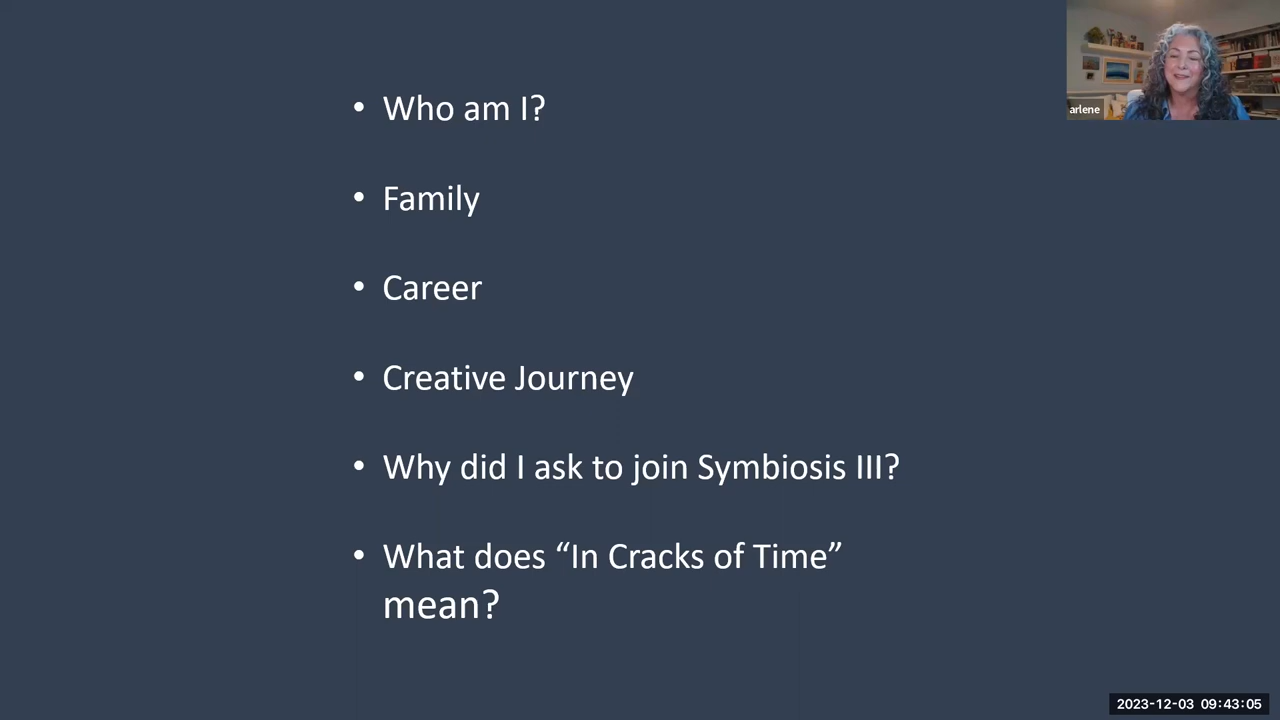 • Who am I?
• Family
• Career
• Creative Journey
• Why did I ask to join Symbiosis III?
• What does “In Cracks of Time”
mean?
arlene
2023-12-03 09:43:05